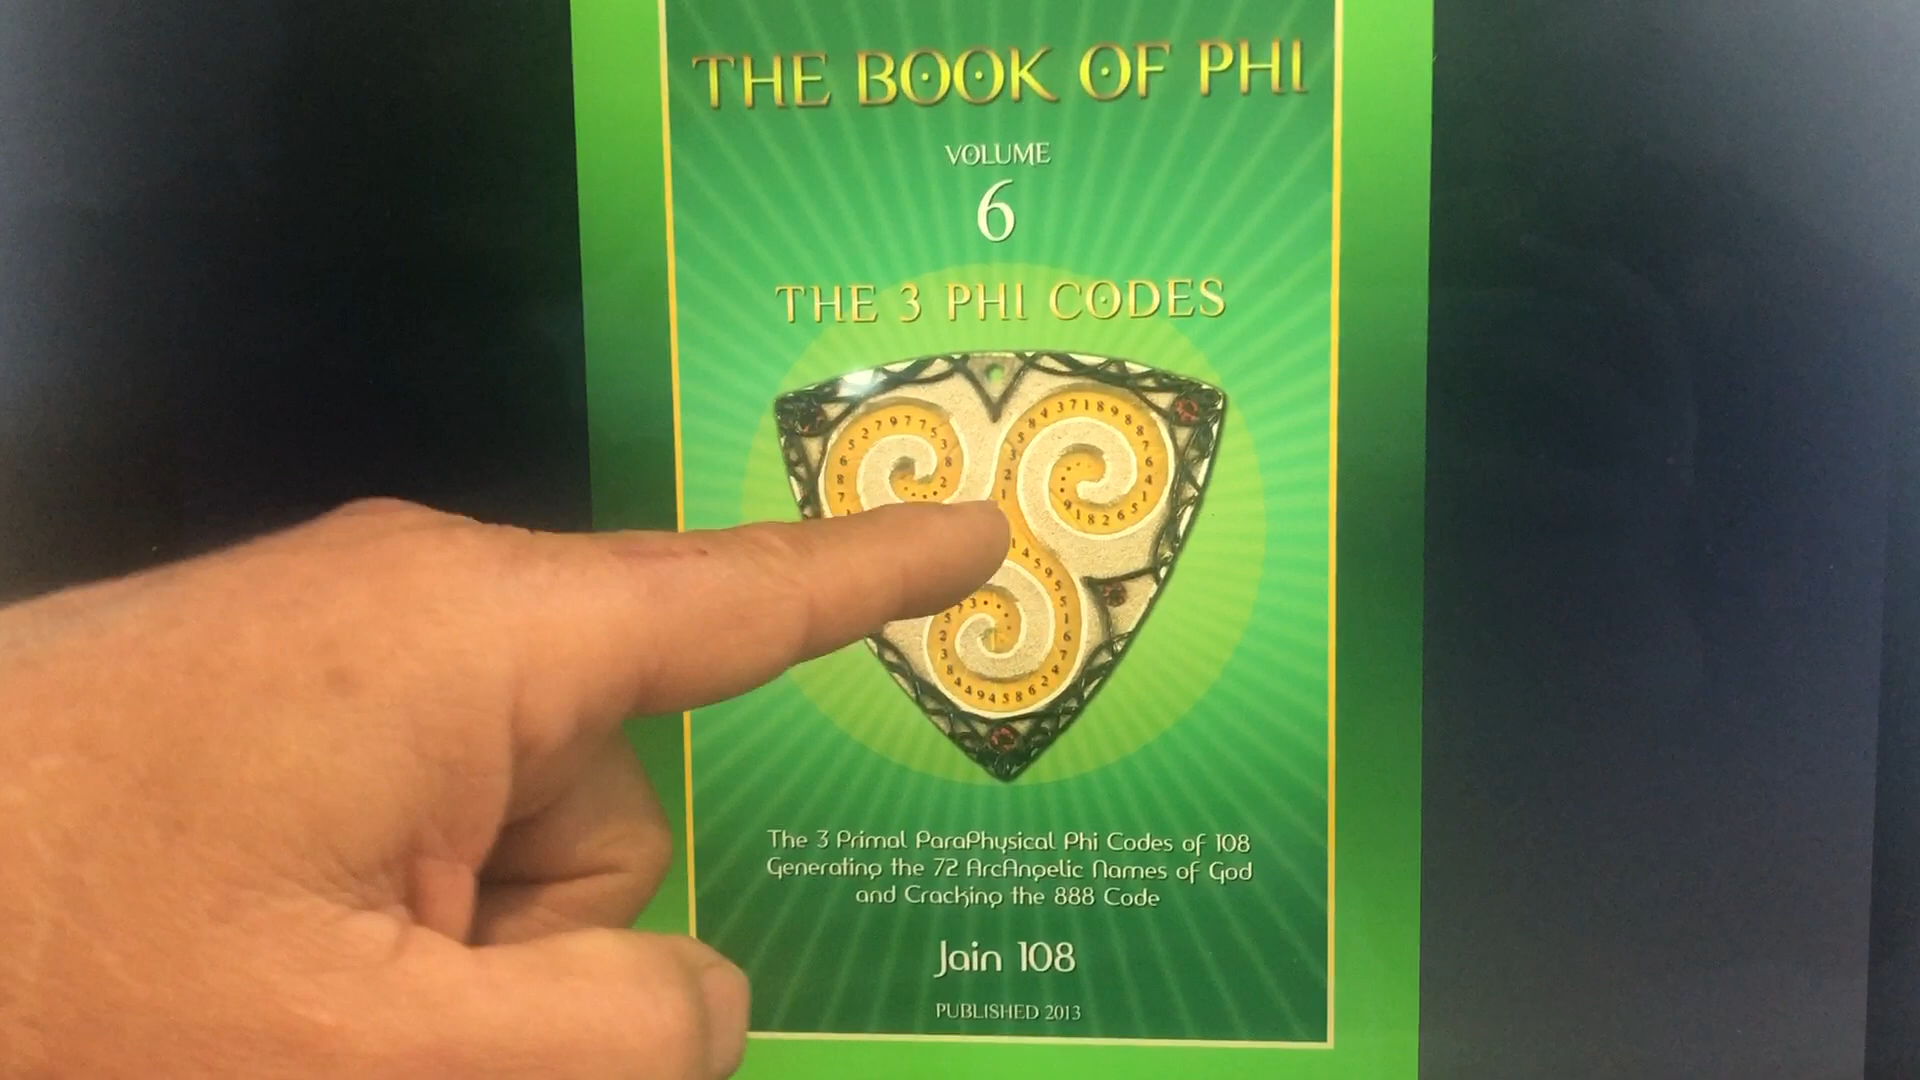 THE BOOK OF PHI
VOLUME
6
THE 3 PHI CODES
The 3 Primal ParaPhysical Phi Codes of 108
Generating the 72 ArcAngelic Names of God
and Cracking the 888 Code
Jain 108
PUBLISHED 2013